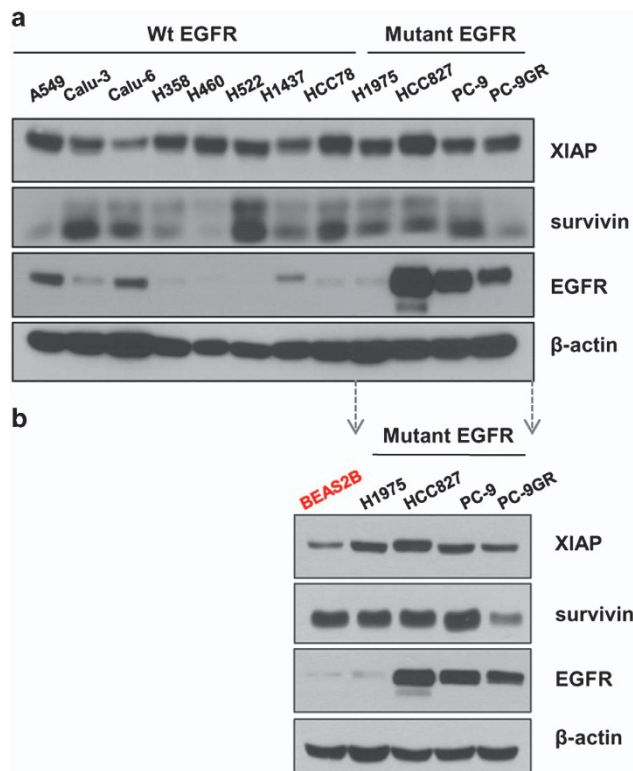 a
Wt EGFR Mutant EGFR
A549 Calu-3 Calu-6 H358 H460 H522 H1437 HCC78 H1975 HCC827 PC-9 PC-9GR
XIAP
survivin
EGFR
β-actin
b
Mutant EGFR
BEAS2B H1975 HCC827 PC-9 PC-9GR
XIAP
survivin
EGFR
β-actin